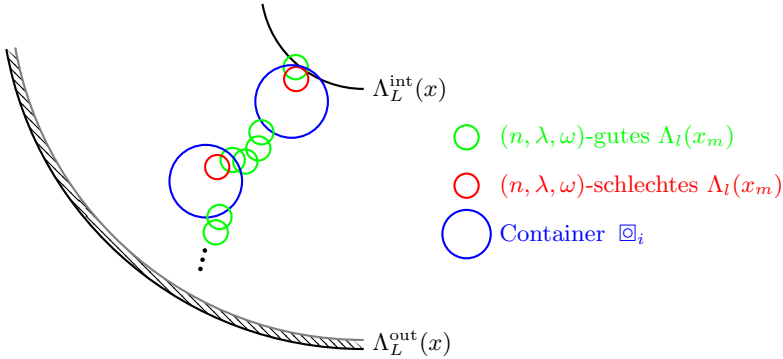 Λ_L^int(x)
(n, λ, ω)-gutes Λ_l(x_m)
(n, λ, ω)-schlechtes Λ_l(x_m)
Container ⊡_i
Λ_L^out(x)